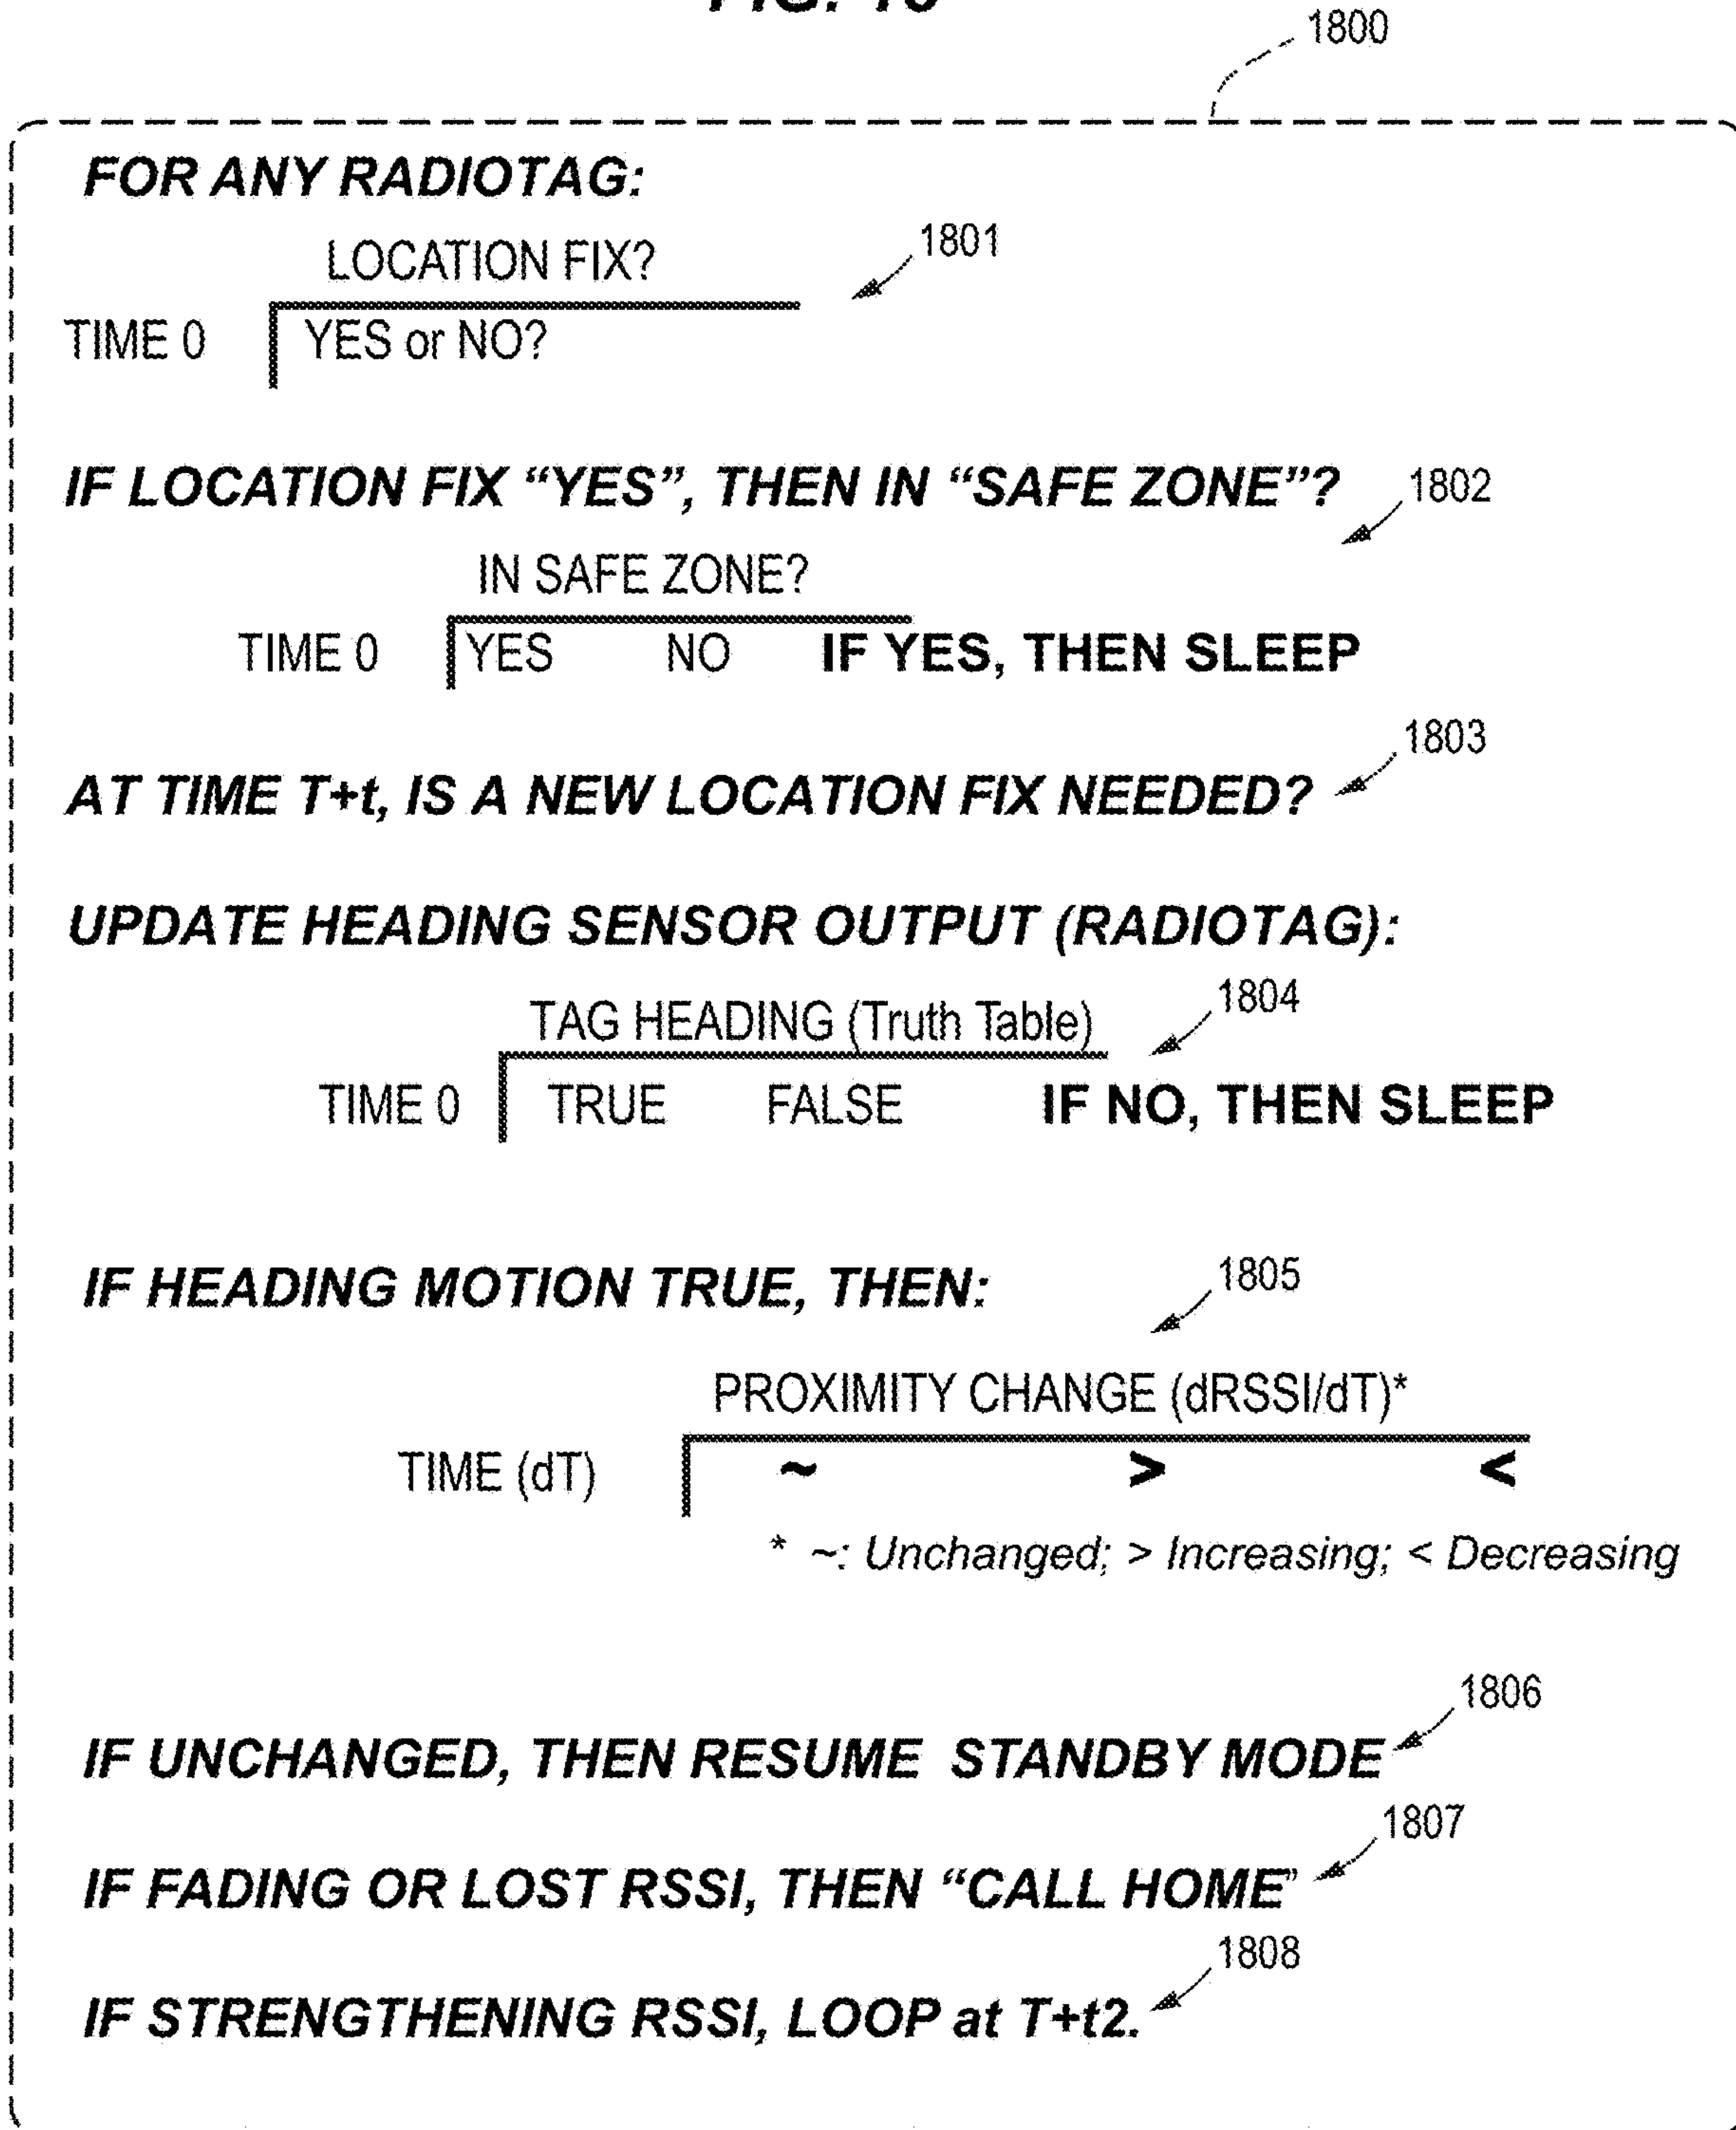 1800
FOR ANY RADIOTAG:
LOCATION FIX?
1801
TIME 0 YES or NO?
IF LOCATION FIX “YES”, THEN IN “SAFE ZONE”?
1802
IN SAFE ZONE?
TIME 0 YES NO IF YES, THEN SLEEP
1803
AT TIME T+t, IS A NEW LOCATION FIX NEEDED?
UPDATE HEADING SENSOR OUTPUT (RADIOTAG):
TAG HEADING (Truth Table)
1804
TIME 0 TRUE FALSE IF NO, THEN SLEEP
IF HEADING MOTION TRUE, THEN:
1805
PROXIMITY CHANGE (dRSSI/dT)*
TIME (dT) ~ > <
* ~: Unchanged; > Increasing; < Decreasing
1806
IF UNCHANGED, THEN RESUME STANDBY MODE
1807
IF FADING OR LOST RSSI, THEN “CALL HOME’
1808
IF STRENGTHENING RSSI, LOOP at T+t2.